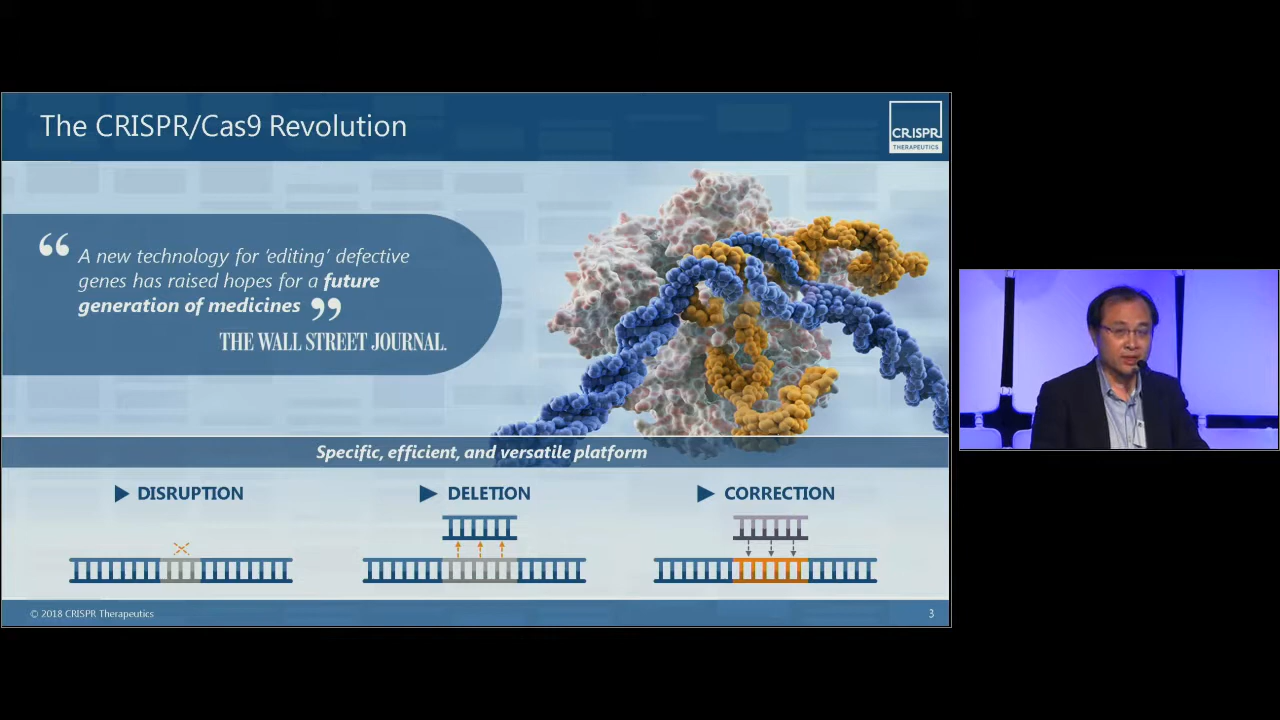 The CRISPR/Cas9 Revolution
CRISPR
THERAPEUTICS
“ A new technology for ‘editing’ defective
genes has raised hopes for a future
generation of medicines ”
THE WALL STREET JOURNAL.
Specific, efficient, and versatile platform
DISRUPTION
DELETION
CORRECTION
© 2018 CRISPR Therapeutics
3